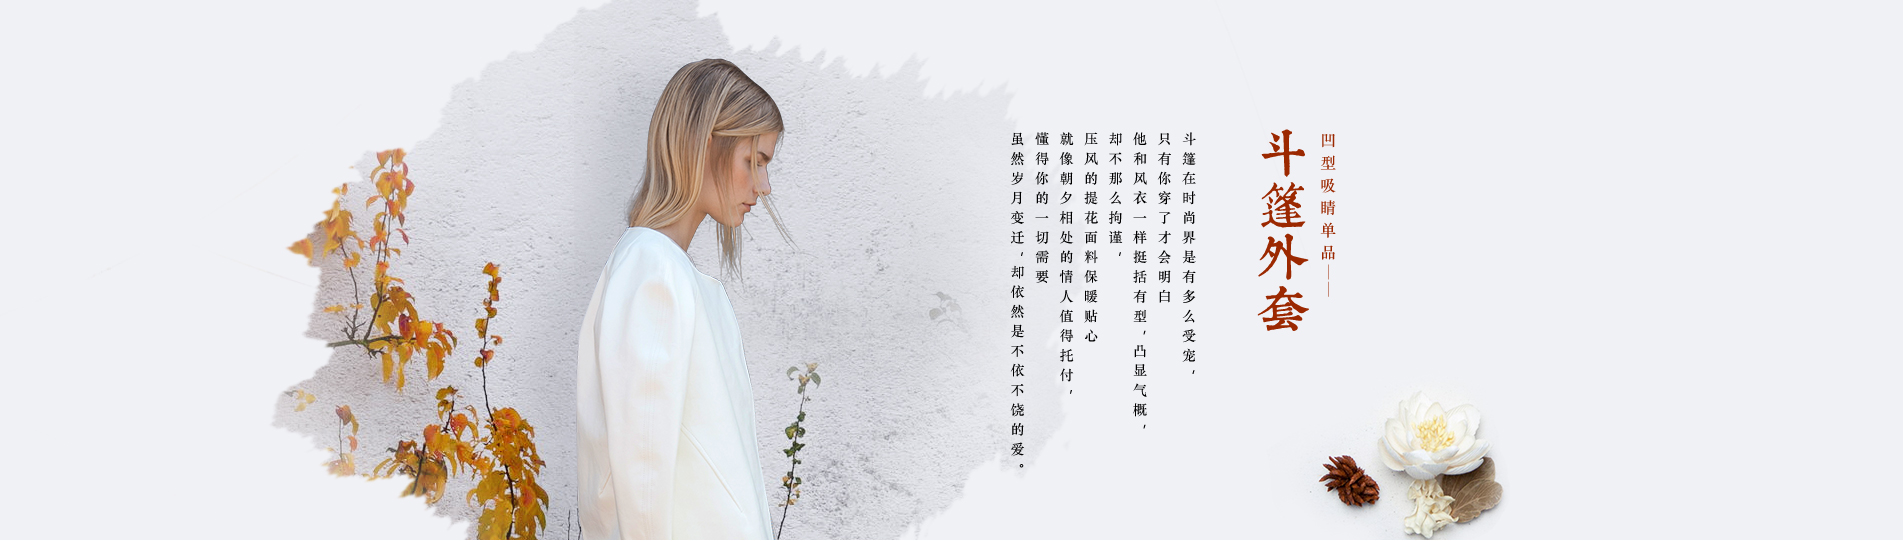 凹型吸睛单品——
斗篷外套
斗篷在时尚界是有多么受宠，
只有你穿了才会明白
他和风衣一样挺括有型，凸显气概，
却不那么拘谨，
压风的提花面料保暖贴心
就像朝夕相处的情人值得托付，
懂得你的一切需要
虽然岁月变迁，却依然是不依不饶的爱。